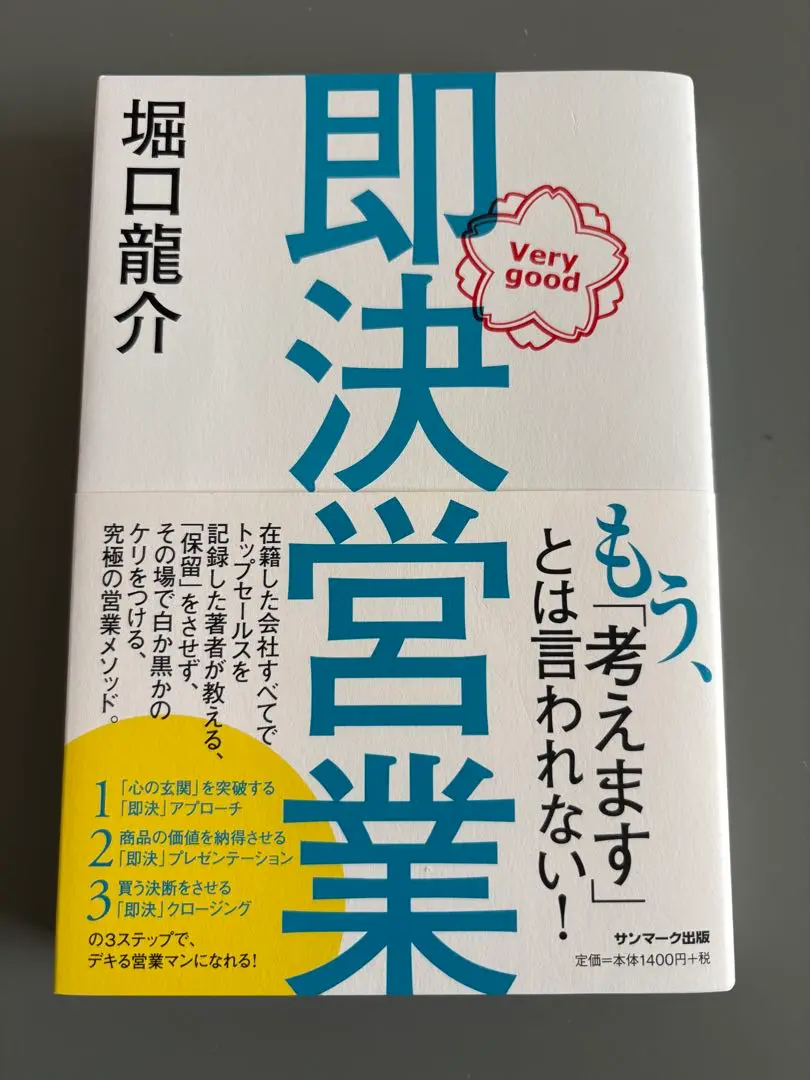 堀口龍介
即決営業
Very
good
もう、「考えます」
とは言われない!
在籍した会社すべてで
トップセールスを
記録した著者が教える、
「保留」をさせず、
その場で白か黒かの
ケリをつける、
究極の営業メソッド。
1 「心の玄関」を突破する
「即決」アプローチ
2 商品の価値を納得させる
「即決」プレゼンテーション
3 買う決断をさせる
「即決」クロージング
の3ステップで、
デキる営業マンになれる!
サンマーク出版
定価=本体1400円+税